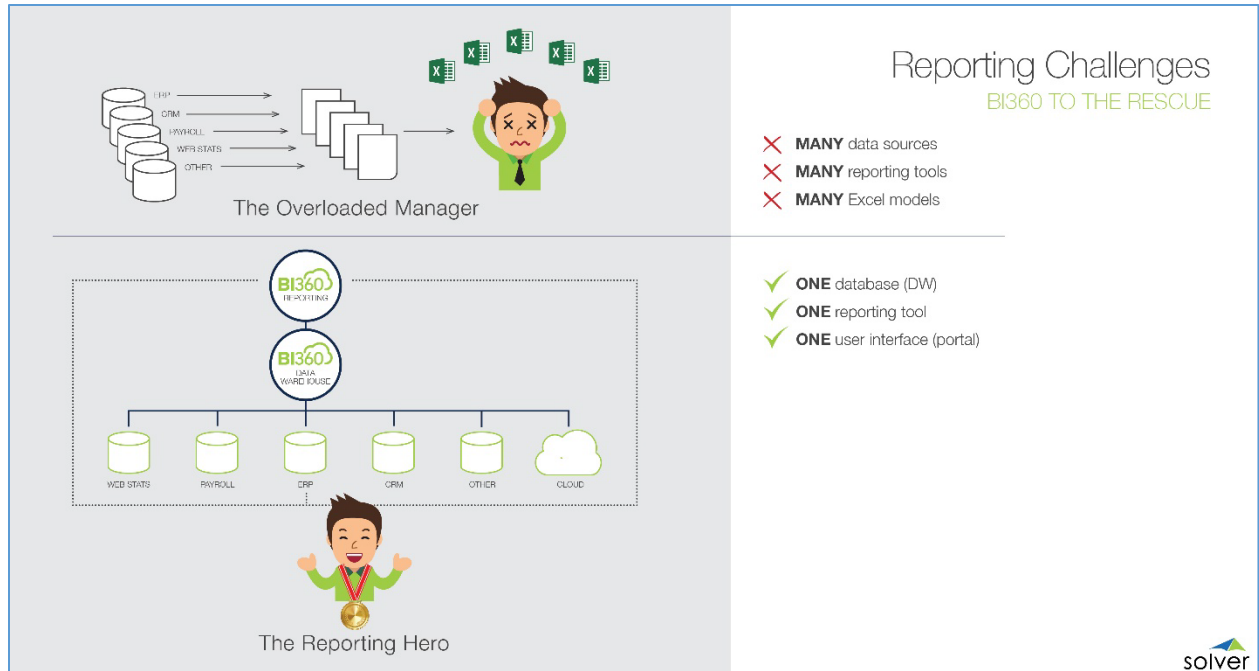 Reporting Challenges
BI360 TO THE RESCUE
ERP
CRM
PAYROLL
WEB STATS
OTHER
X
X
X
X
X
The Overloaded Manager
MANY data sources
MANY reporting tools
MANY Excel models
BI360
REPORTING
BI360
DATA
WAREHOUSE
WEB STATS
PAYROLL
ERP
CRM
OTHER
CLOUD
The Reporting Hero
ONE database (DW)
ONE reporting tool
ONE user interface (portal)
solver